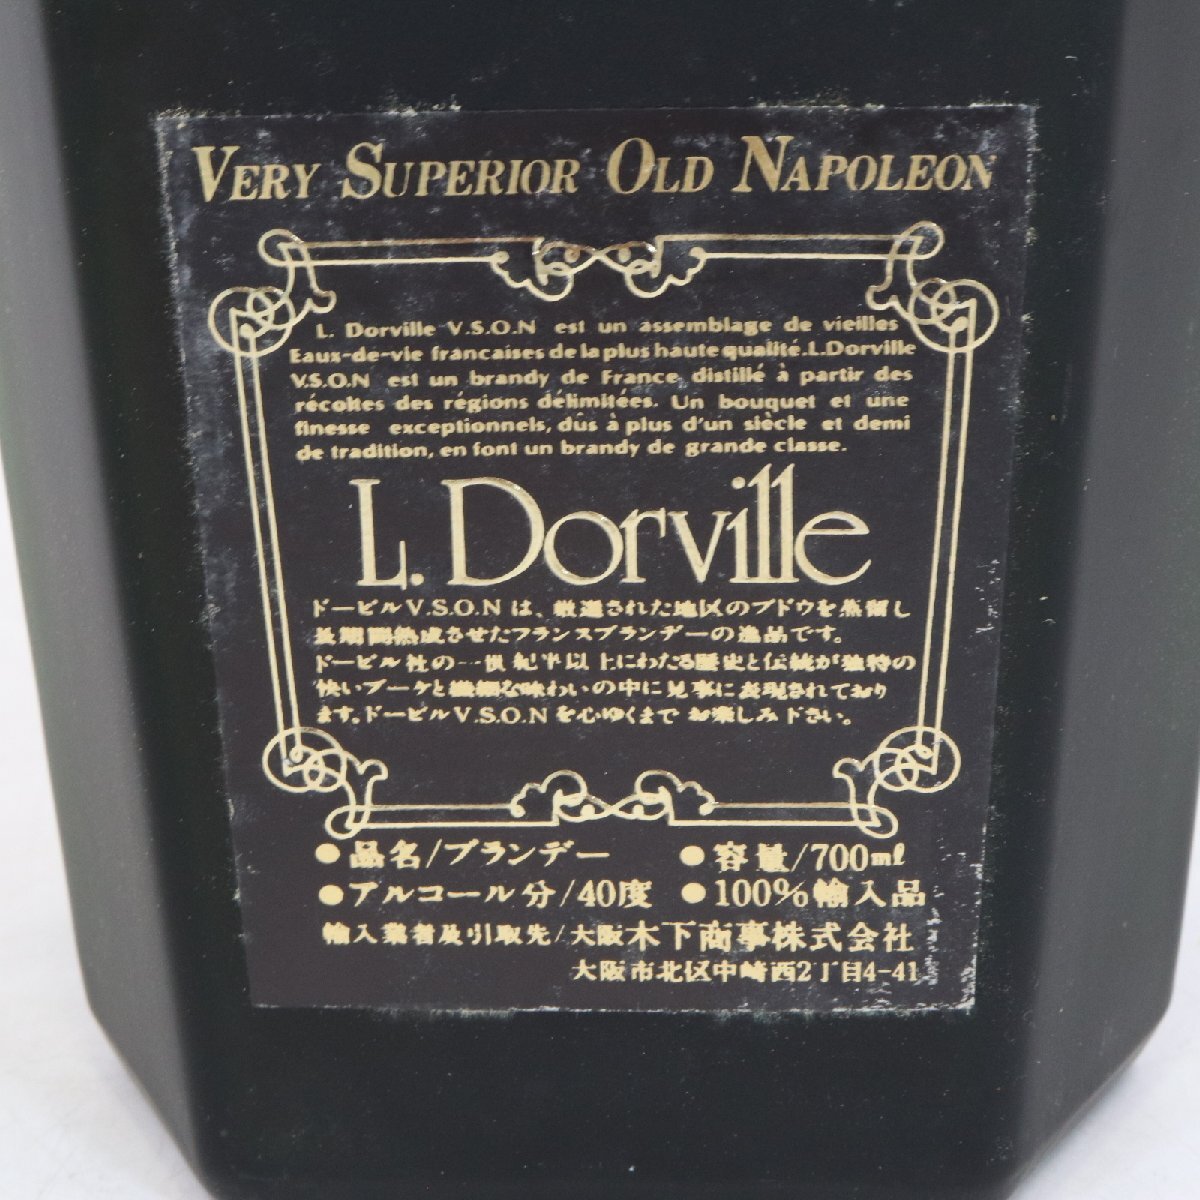 VERY SUPERIOR OLD NAPOLEON
L. Dorville V.S.O.N est un assemblage de vieilles
Eaux-de-vie francaises de la plus haute qualité. L.Dorville
V.S.O.N est un brandy de France, distillé à partir des
récoltes des régions délimitées. Un bouquet et une
finesse exceptionnels, dûs à plus d'un siècle et demi
de tradition, en font un brandy de grande classe.
L. Dorville
ドービルV.S.O.Nは、厳選された地区のブドウを蒸留し
長期間熟成させたフランスブランデーの逸品です。
ドービル社の一世紀半以上にわたる歴史と伝統が独特の
快いブーケと繊細な味わいの中に見事に表現されており
ます。ドービルV.S.O.Nを心ゆくまでお楽しみ下さい。
●品名/ブランデー ●容量/700ml
●アルコール分/40度 ●100%輸入品
輸入業者及引取先/大阪木下商事株式会社
大阪市北区中崎西2丁目4-41